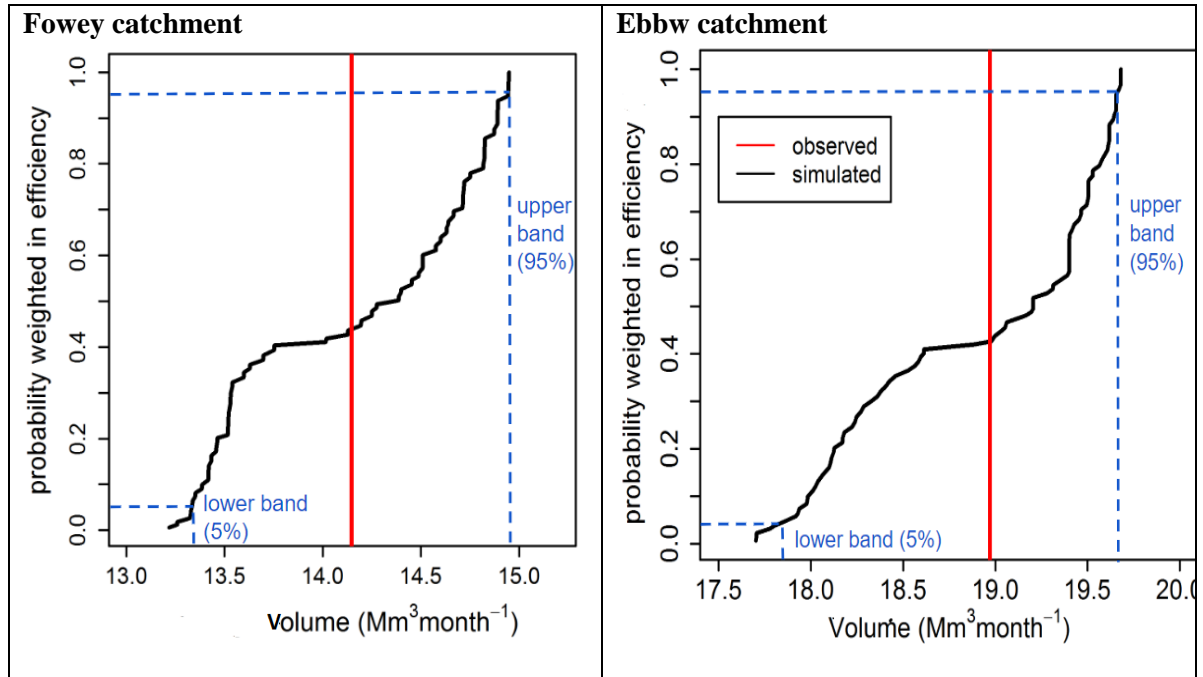 Fowey catchment
probability weighted in efficiency
1.0
0.8
0.6
0.4
0.2
0.0
upper
band
(95%)
lower band
(5%)
13.0 13.5 14.0 14.5 15.0
Volume (Mm³month⁻¹)
Ebbw catchment
probability weighted in efficiency
1.0
0.8
0.6
0.4
0.2
0.0
observed
simulated
upper
band
(95%)
lower band (5%)
17.5 18.0 18.5 19.0 19.5 20.0
Volume (Mm³month⁻¹)